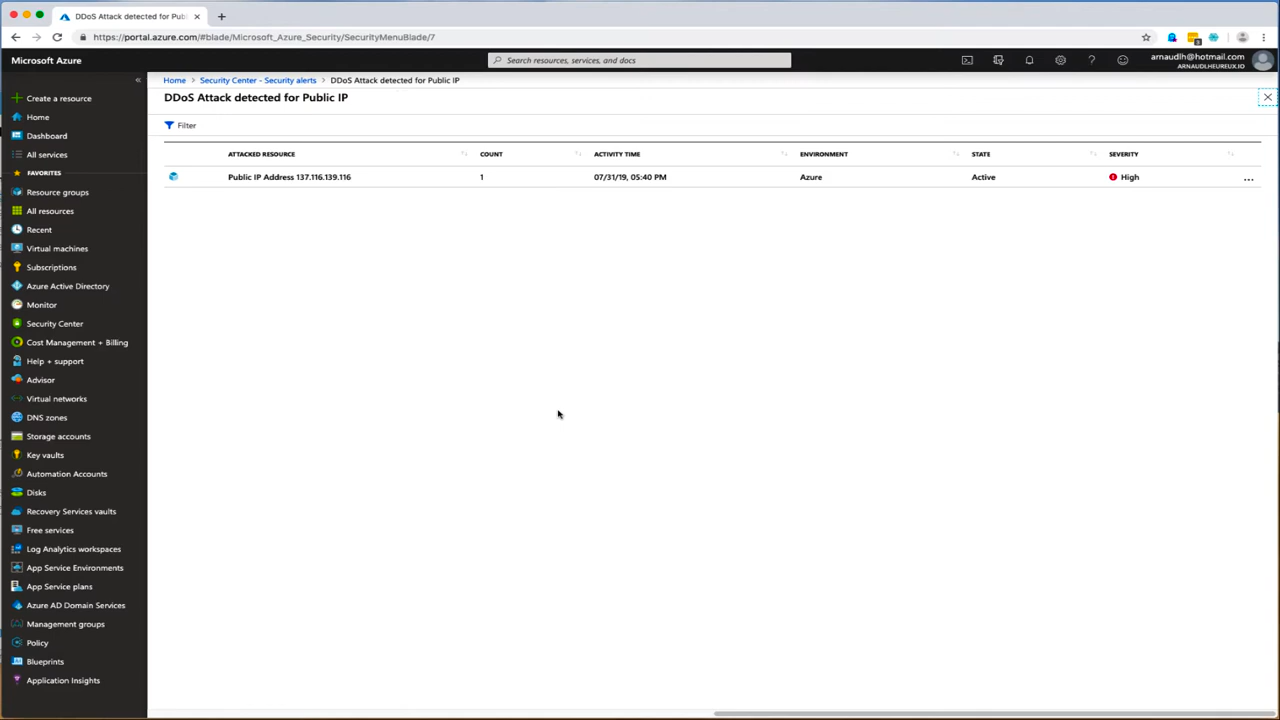 DDoS Attack detected for Publi
https://portal.azure.com/#blade/Microsoft_Azure_Security/SecurityMenuBlade/7
Microsoft Azure
Search resources, services, and docs
arnaudlh@hotmail.com
ARNAUDLHEUREUX.IO
Home > Security Center - Security alerts > DDoS Attack detected for Public IP
DDoS Attack detected for Public IP
Filter
ATTACKED RESOURCE COUNT ACTIVITY TIME ENVIRONMENT STATE SEVERITY
Public IP Address 137.116.139.116 1 07/31/19, 05:40 PM Azure Active High ...
Create a resource
Home
Dashboard
All services
FAVORITES
Resource groups
All resources
Recent
Virtual machines
Subscriptions
Azure Active Directory
Monitor
Security Center
Cost Management + Billing
Help + support
Advisor
Virtual networks
DNS zones
Storage accounts
Key vaults
Automation Accounts
Disks
Recovery Services vaults
Free services
Log Analytics workspaces
App Service Environments
App Service plans
Azure AD Domain Services
Management groups
Policy
Blueprints
Application Insights